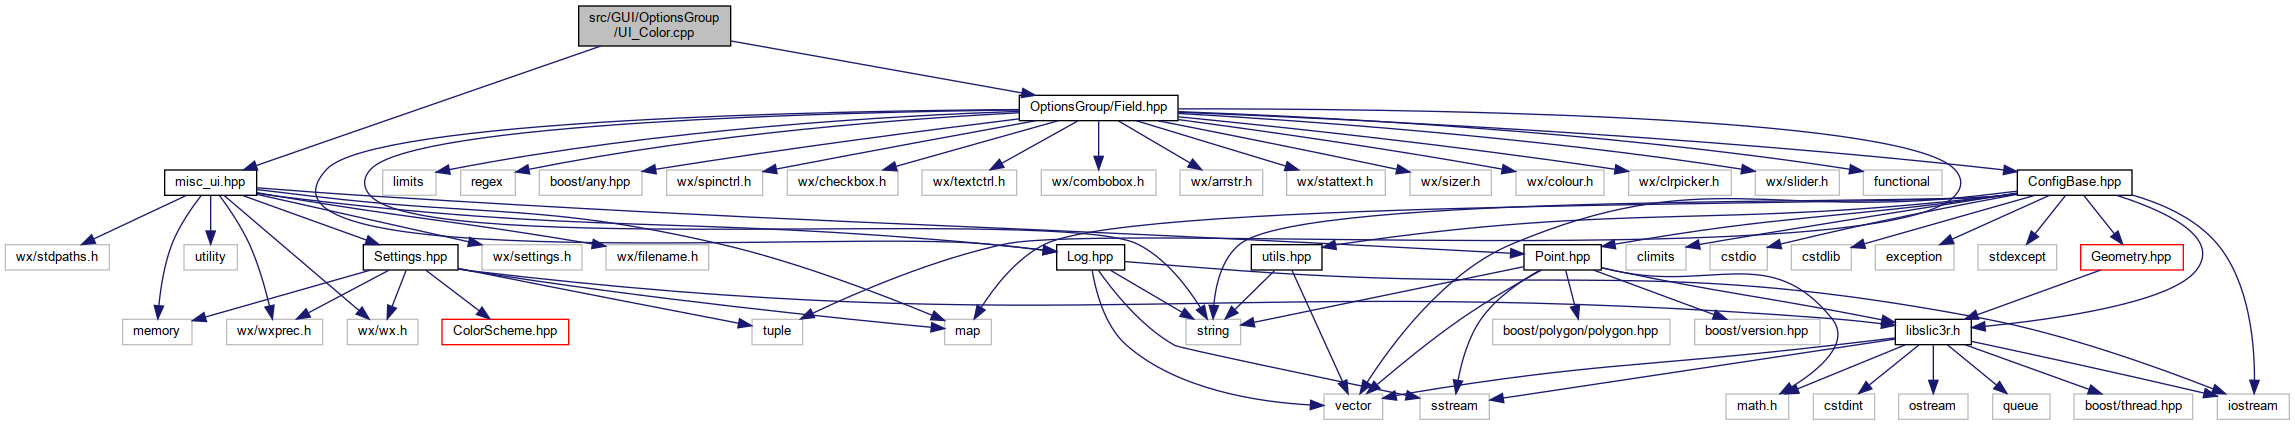 src/GUI/OptionsGroup
/UI_Color.cpp
OptionsGroup/Field.hpp
misc_ui.hpp
limits
regex
boost/any.hpp
wx/spinctrl.h
wx/checkbox.h
wx/textctrl.h
wx/combobox.h
wx/arrstr.h
wx/stattext.h
wx/sizer.h
wx/colour.h
wx/clrpicker.h
wx/slider.h
functional
ConfigBase.hpp
wx/stdpaths.h
utility
Settings.hpp
wx/settings.h
wx/filename.h
Log.hpp
utils.hpp
Point.hpp
climits
cstdio
cstdlib
exception
stdexcept
Geometry.hpp
memory
wx/wxprec.h
wx/wx.h
ColorScheme.hpp
tuple
map
string
boost/polygon/polygon.hpp
boost/version.hpp
libslic3r.h
vector
sstream
math.h
cstdint
ostream
queue
boost/thread.hpp
iostream